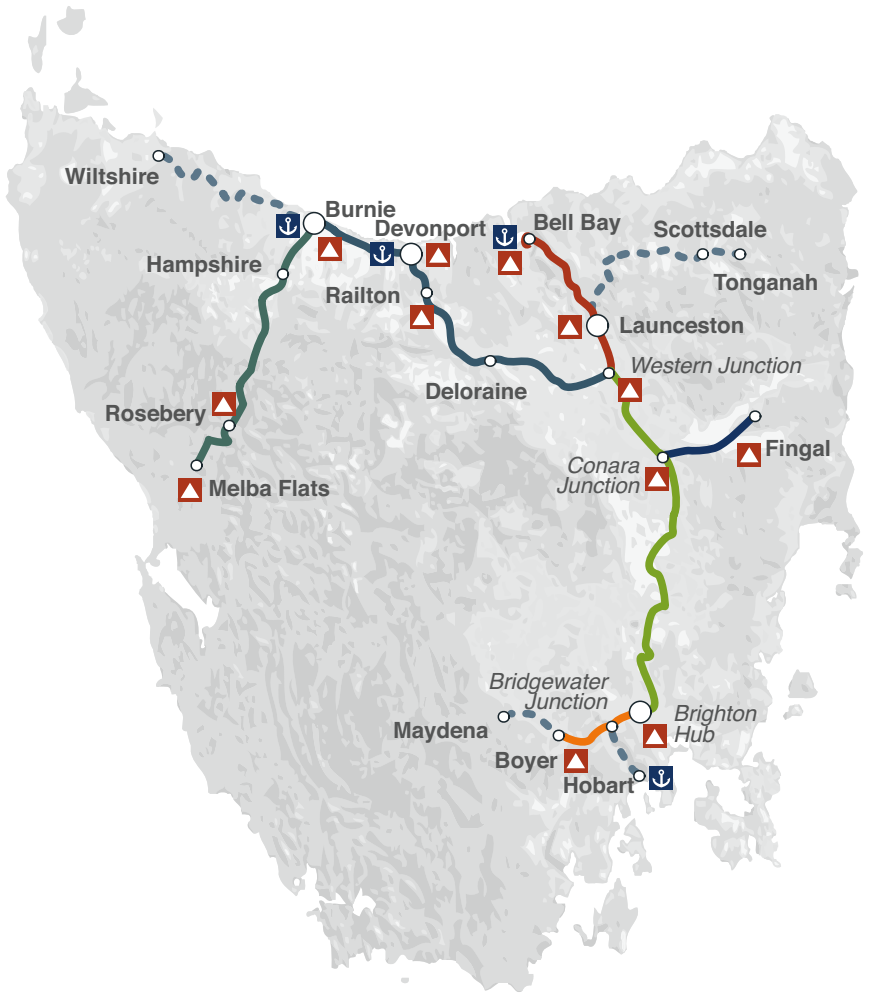 Wiltshire
Burnie
Devonport
Bell Bay
Scottsdale
Hampshire
Tonganah
Railton
Launceston
Western Junction
Deloraine
Rosebery
Fingal
Conara
Junction
Melba Flats
Bridgewater
Junction
Brighton
Hub
Maydena
Boyer
Hobart